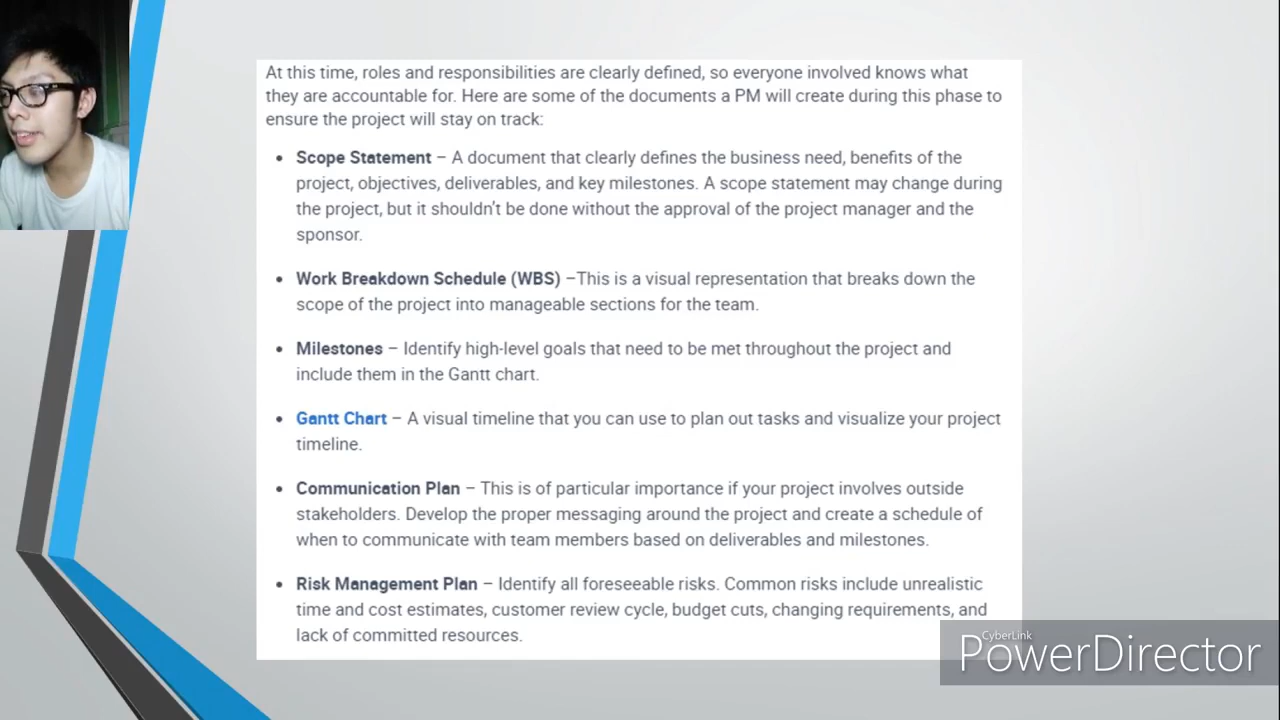 At this time, roles and responsibilities are clearly defined, so everyone involved knows what
they are accountable for. Here are some of the documents a PM will create during this phase to
ensure the project will stay on track:
• Scope Statement – A document that clearly defines the business need, benefits of the
project, objectives, deliverables, and key milestones. A scope statement may change during
the project, but it shouldn't be done without the approval of the project manager and the
sponsor.
• Work Breakdown Schedule (WBS) –This is a visual representation that breaks down the
scope of the project into manageable sections for the team.
• Milestones – Identify high-level goals that need to be met throughout the project and
include them in the Gantt chart.
• Gantt Chart – A visual timeline that you can use to plan out tasks and visualize your project
timeline.
• Communication Plan – This is of particular importance if your project involves outside
stakeholders. Develop the proper messaging around the project and create a schedule of
when to communicate with team members based on deliverables and milestones.
• Risk Management Plan – Identify all foreseeable risks. Common risks include unrealistic
time and cost estimates, customer review cycle, budget cuts, changing requirements, and
lack of committed resources.
CyberLink
PowerDirector